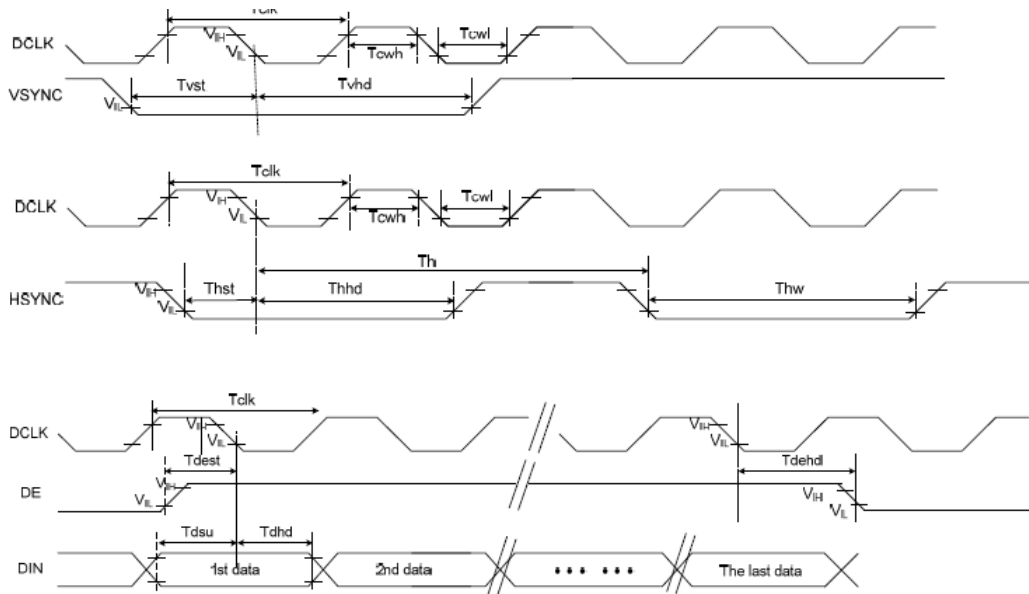 Tclk
DCLK VIH VIL Tcwh Tcwl
Tvst Tvhd
VSYNC VIL
Tclk
DCLK VIH VIL Tcwh Tcwl
Th
HSYNC VIH VIL Thst Thhd Thw
Tclk
DCLK VIH VIL VIH VIL
Tdest Tdehd
DE VIH VIL VIH VIL
Tdsu Tdhd
DIN 1st data 2nd data ••• ••• The last data